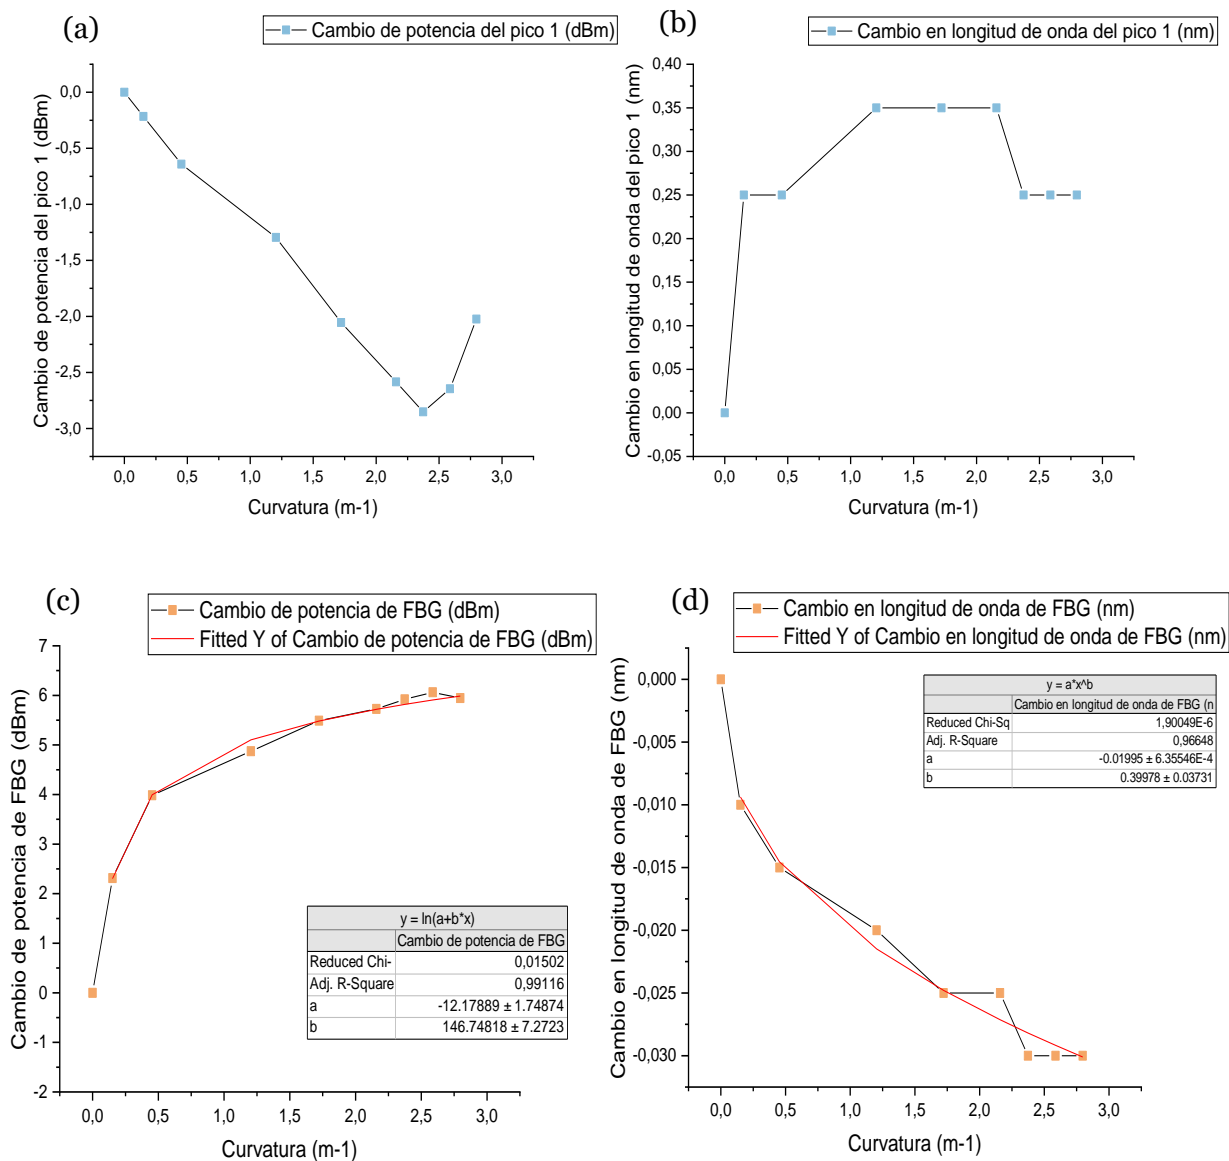 (a)
Cambio de potencia del pico 1 (dBm)
Cambio de potencia del pico 1 (dBm)
0,0
-0,5
-1,0
-1,5
-2,0
-2,5
-3,0
0,0 0,5 1,0 1,5 2,0 2,5 3,0
Curvatura (m-1)
(b)
Cambio en longitud de onda del pico 1 (nm)
Cambio en longitud de onda del pico 1 (nm)
0,40
0,35
0,30
0,25
0,20
0,15
0,10
0,05
0,00
-0,05
0,0 0,5 1,0 1,5 2,0 2,5 3,0
Curvatura (m-1)
(c)
Cambio de potencia de FBG (dBm)
Fitted Y of Cambio de potencia de FBG (dBm)
Cambio de potencia de FBG (dBm)
7
6
5
4
3
2
1
0
-1
-2
y = ln(a+b*x)
Cambio de potencia de FBG
Reduced Chi- 0,01502
Adj. R-Square 0,99116
a -12.17889 ± 1.74874
b 146.74818 ± 7.2723
0,0 0,5 1,0 1,5 2,0 2,5 3,0
Curvatura (m-1)
(d)
Cambio en longitud de onda de FBG (nm)
Fitted Y of Cambio en longitud de onda de FBG (nm)
Cambio en longitud de onda de FBG (nm)
0,000
-0,005
-0,010
-0,015
-0,020
-0,025
-0,030
y = a*x^b
Cambio en longitud de onda de FBG (n
Reduced Chi-Sq 1,90049E-6
Adj. R-Square 0,96648
a -0.01995 ± 6.35546E-4
b 0.39978 ± 0.03731
0,0 0,5 1,0 1,5 2,0 2,5 3,0
Curvatura (m-1)